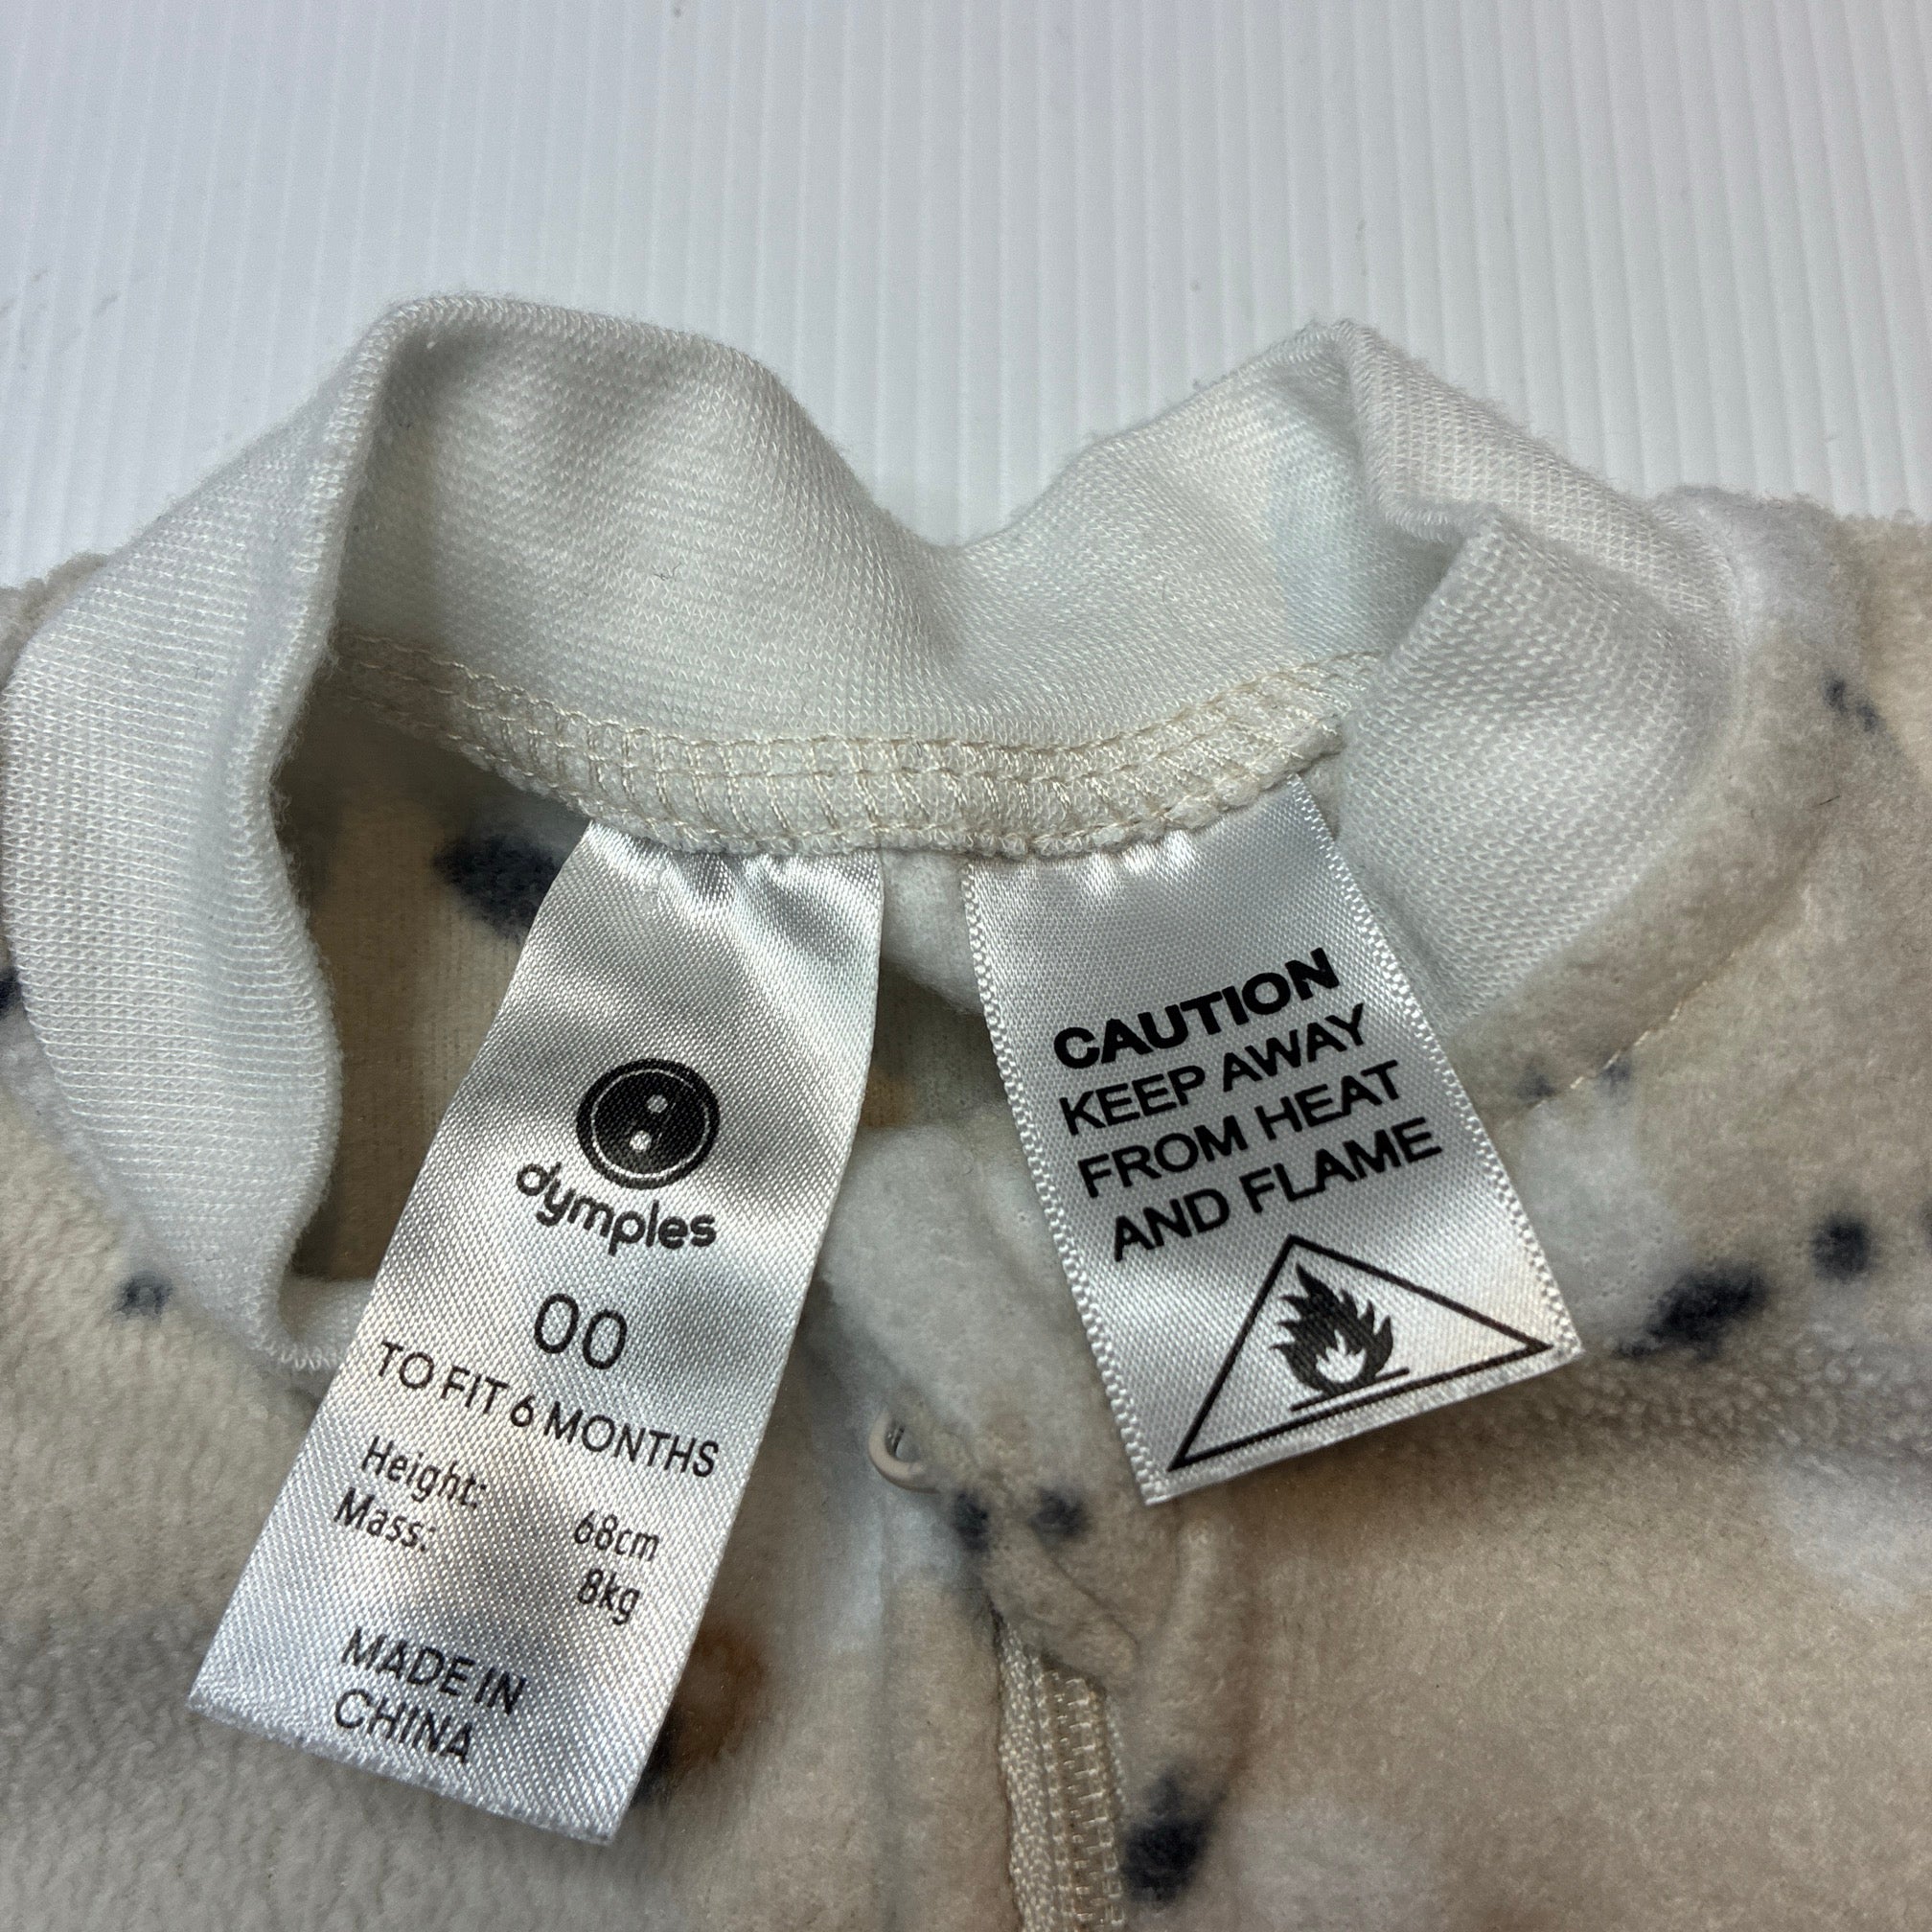 dymples
00
TO FIT 6 MONTHS
Height: 68cm
Mass: 8kg
MADE IN
CHINA
CAUTION
KEEP AWAY
FROM HEAT
AND FLAME